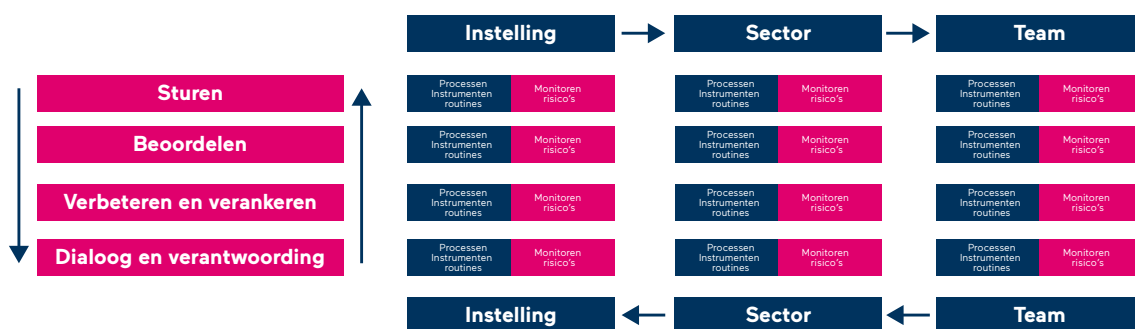 Instelling
Sector
Team
Sturen
Processen
Instrumenten
routines
Monitoren
risico's
Processen
Instrumenten
routines
Monitoren
risico's
Processen
Instrumenten
routines
Monitoren
risico's
Beoordelen
Processen
Instrumenten
routines
Monitoren
risico's
Processen
Instrumenten
routines
Monitoren
risico's
Processen
Instrumenten
routines
Monitoren
risico's
Verbeteren en verankeren
Processen
Instrumenten
routines
Monitoren
risico's
Processen
Instrumenten
routines
Monitoren
risico's
Processen
Instrumenten
routines
Monitoren
risico's
Dialoog en verantwoording
Processen
Instrumenten
routines
Monitoren
risico's
Processen
Instrumenten
routines
Monitoren
risico's
Processen
Instrumenten
routines
Monitoren
risico's
Instelling
Sector
Team